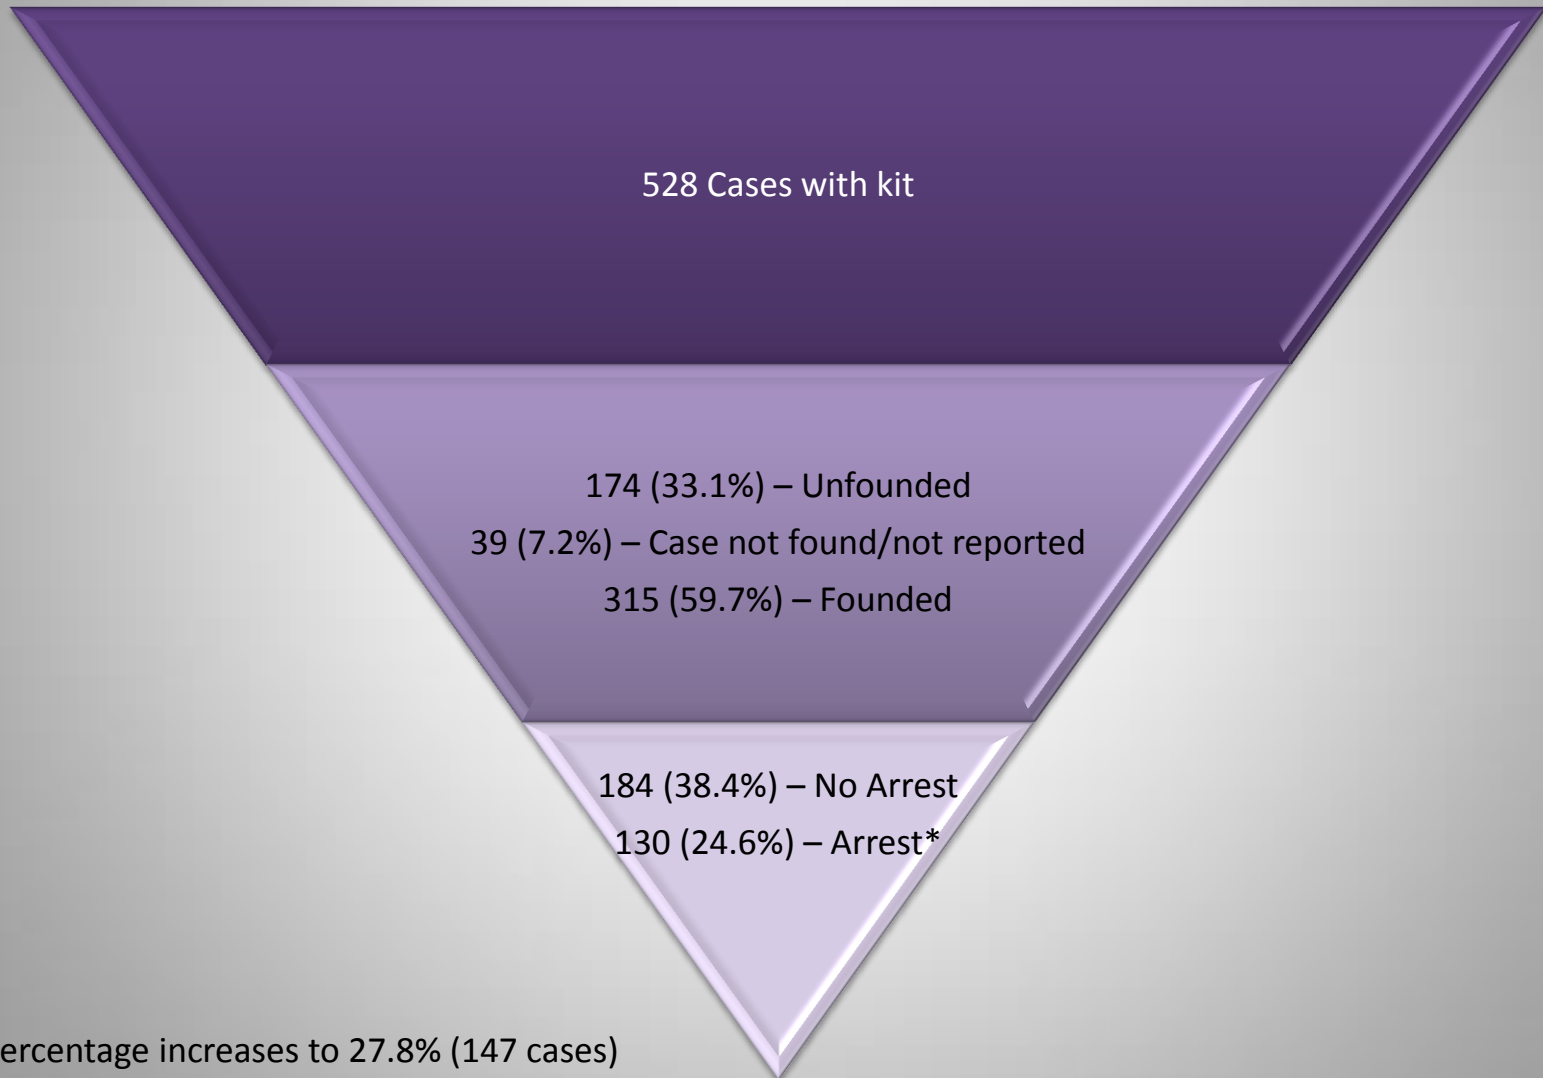 528 Cases with kit
174 (33.1%) – Unfounded
39 (7.2%) – Case not found/not reported
315 (59.7%) – Founded
184 (38.4%) – No Arrest
130 (24.6%) – Arrest*
ercentage increases to 27.8% (147 cases)